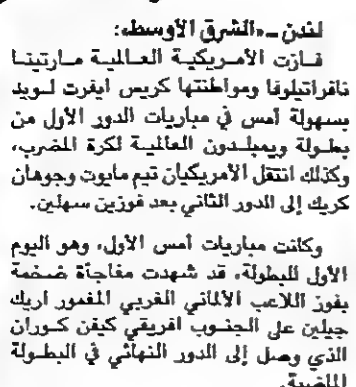 لندن ـ «الشرق الأوسط»:
فازت الأمريكية العالمية مارتينا
نافراتيلوفا ومواطنتها كريس ايفرت لويد
بسهولة أمس في مباريات الدور الأول من
بطولة ويمبلدون العالمية لكرة المضرب،
وكذلك انتقل الأمريكيان تيم مايوت وجوهان
كريك إلى الدور الثاني بعد فوزين سهلين.
وكانت مباريات أمس الأول، وهو اليوم
الأول للبطولة، قد شهدت مفاجأة ضخمة
بفوز اللاعب الألماني الغربي المغمور اريك
جيلين على الجنوب افريقي كيفن كوران
الذي وصل إلى الدور النهائي في البطولة
الماضية.